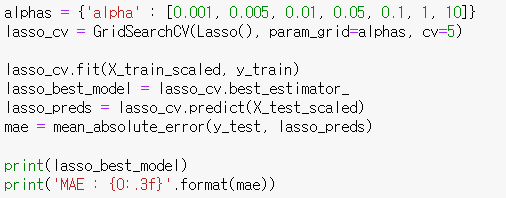 alphas = {'alpha' : [0.001, 0.005, 0.01, 0.05, 0.1, 1, 10]}
lasso_cv = GridSearchCV(Lasso(), param_grid=alphas, cv=5)
lasso_cv.fit(X_train_scaled, y_train)
lasso_best_model = lasso_cv.best_estimator_
lasso_preds = lasso_cv.predict(X_test_scaled)
mae = mean_absolute_error(y_test, lasso_preds)
print(lasso_best_model)
print('MAE : {0:.3f}'.format(mae))